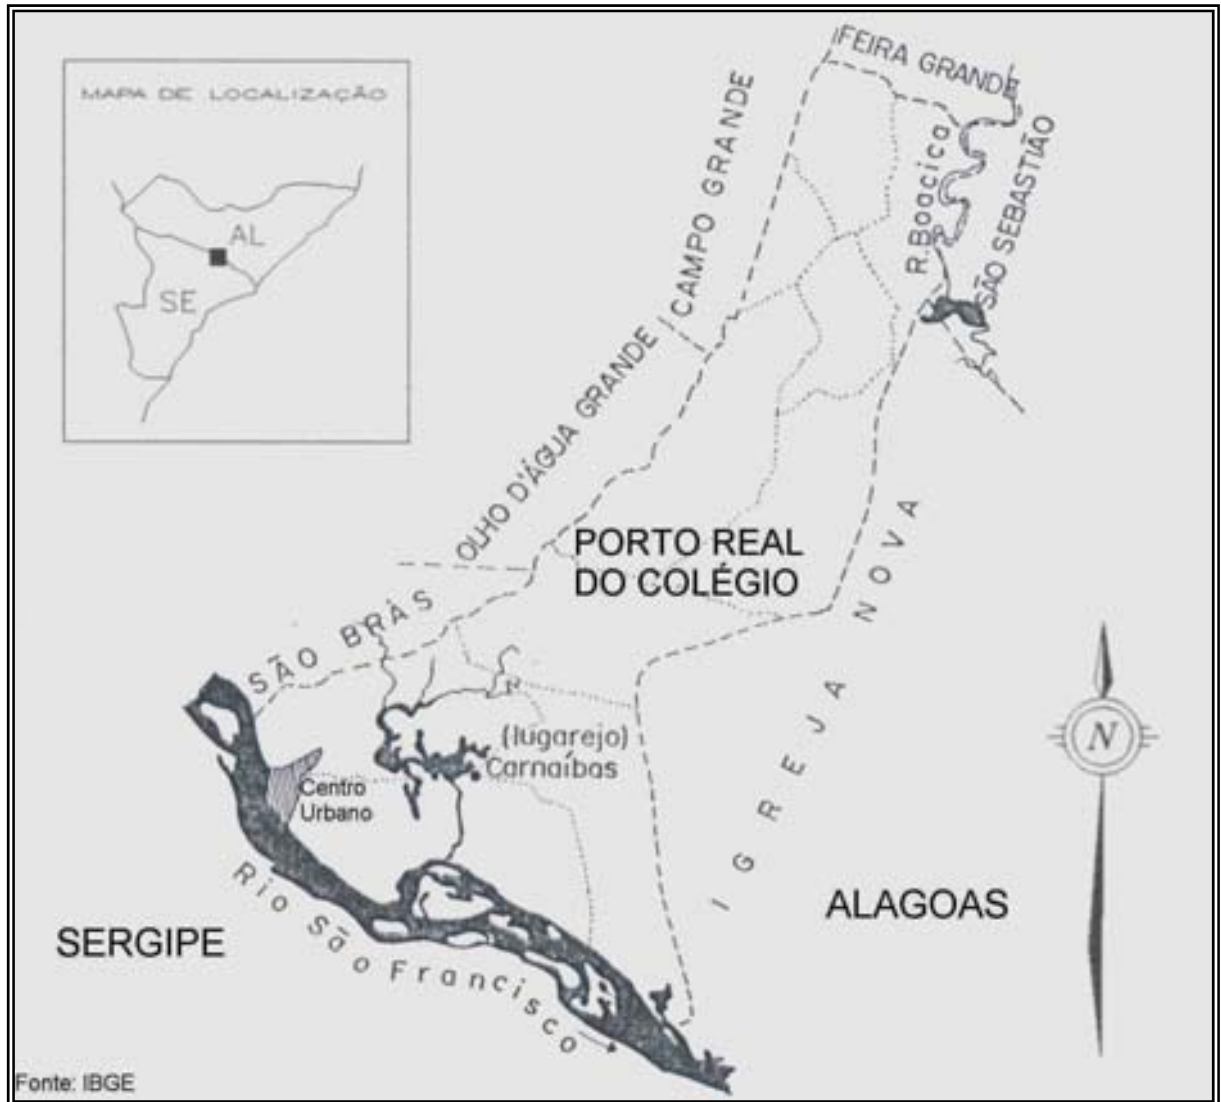 MAPA DE LOCALIZAÇÃO
AL
SE
FEIRA GRANDE
CAMPO GRANDE
R. Boacica
SÃO SEBASTIÃO
OLHO D'ÁGUA GRANDE
PORTO REAL
DO COLÉGIO
IGREJA NOVA
SÃO BRÁS
(lugarejo)
Carnaíbas
Centro
Urbano
N
Rio São Francisco
ALAGOAS
SERGIPE
Fonte: IBGE